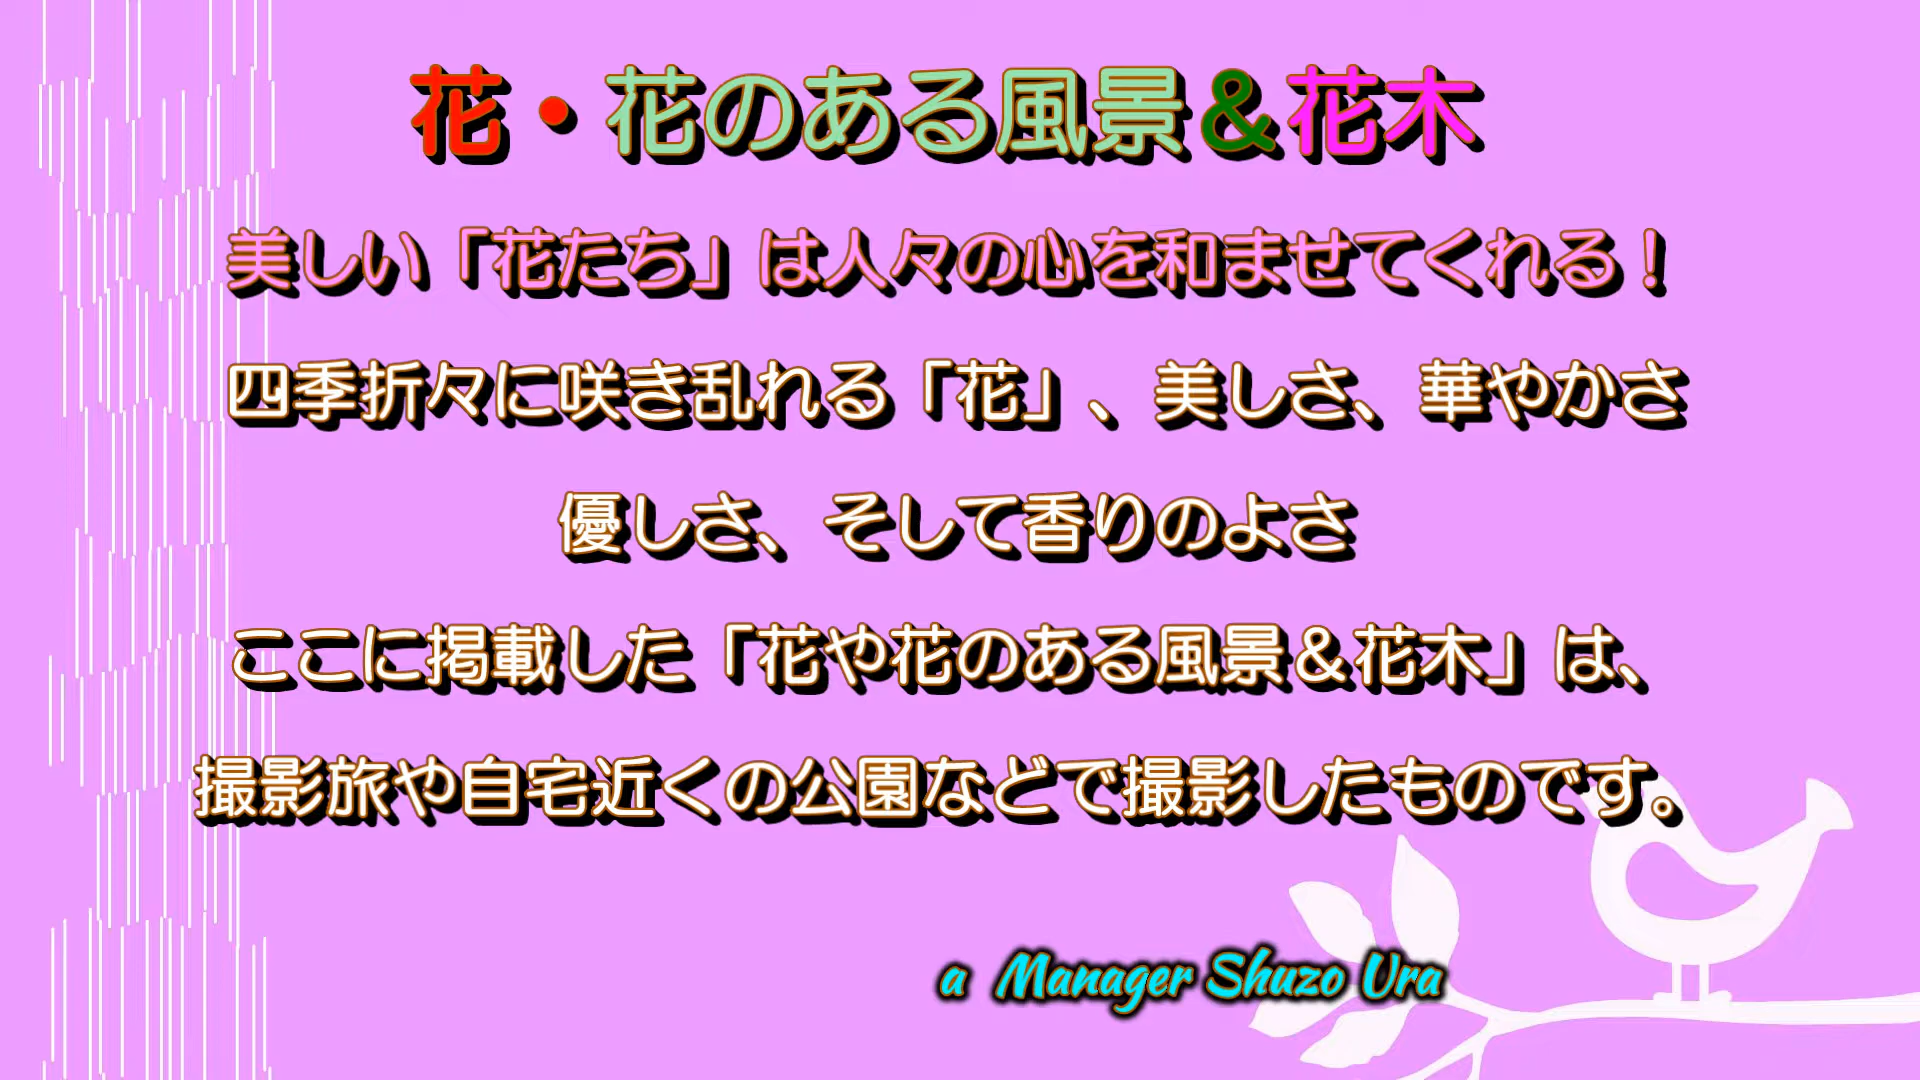 花・花のある風景＆花木
美しい「花たち」は人々の心を和ませてくれる！
四季折々に咲き乱れる「花」、美しさ、華やかさ
優しさ、そして香りのよさ
ここに掲載した「花や花のある風景＆花木」は、
撮影旅や自宅近くの公園などで撮影したものです。
a Manager Shuzo Ura